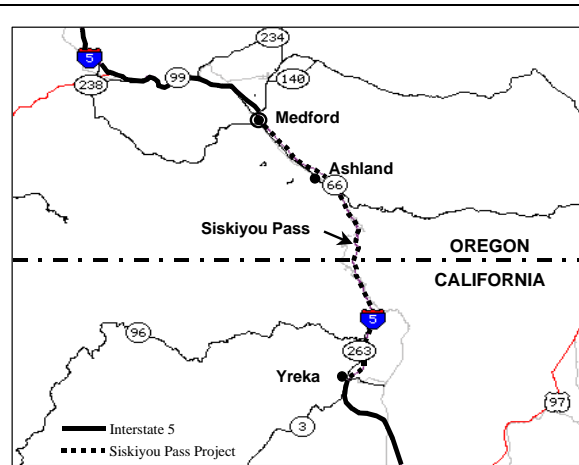 234
5
99
140
238
Medford
Ashland
66
Siskiyou Pass
OREGON
CALIFORNIA
5
96
263
Yreka
97
3
Interstate 5
Siskiyou Pass Project